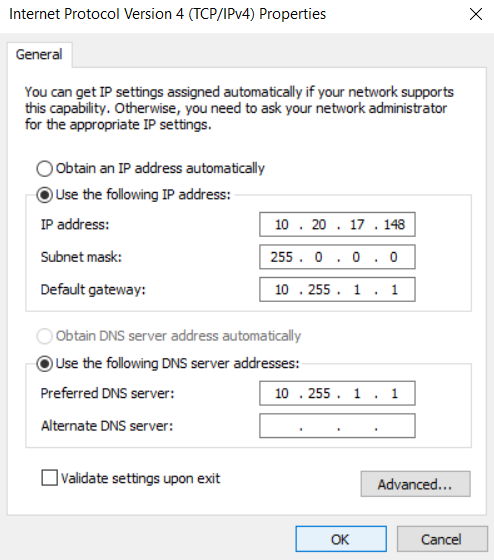 Internet Protocol Version 4 (TCP/IPv4) Properties
General
You can get IP settings assigned automatically if your network supports
this capability. Otherwise, you need to ask your network administrator
for the appropriate IP settings.
Obtain an IP address automatically
Use the following IP address:
IP address: 10 . 20 . 17 . 148
Subnet mask: 255 . 0 . 0 . 0
Default gateway: 10 . 255 . 1 . 1
Obtain DNS server address automatically
Use the following DNS server addresses:
Preferred DNS server: 10 . 255 . 1 . 1
Alternate DNS server: . . .
Validate settings upon exit
Advanced...
OK Cancel